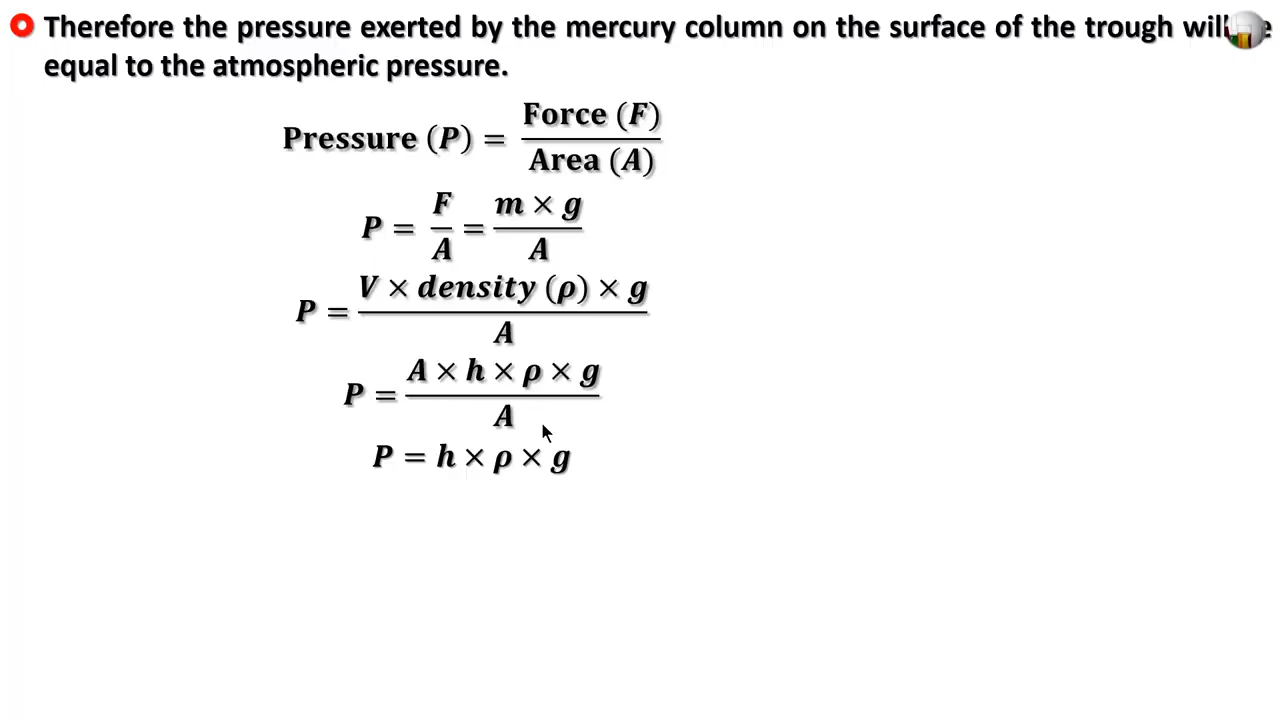 Therefore the pressure exerted by the mercury column on the surface of the trough will
equal to the atmospheric pressure.
Pressure (P) = Force (F) / Area (A)
P = F / A = m × g / A
P = V × density (ρ) × g / A
P = A × h × ρ × g / A
P = h × ρ × g